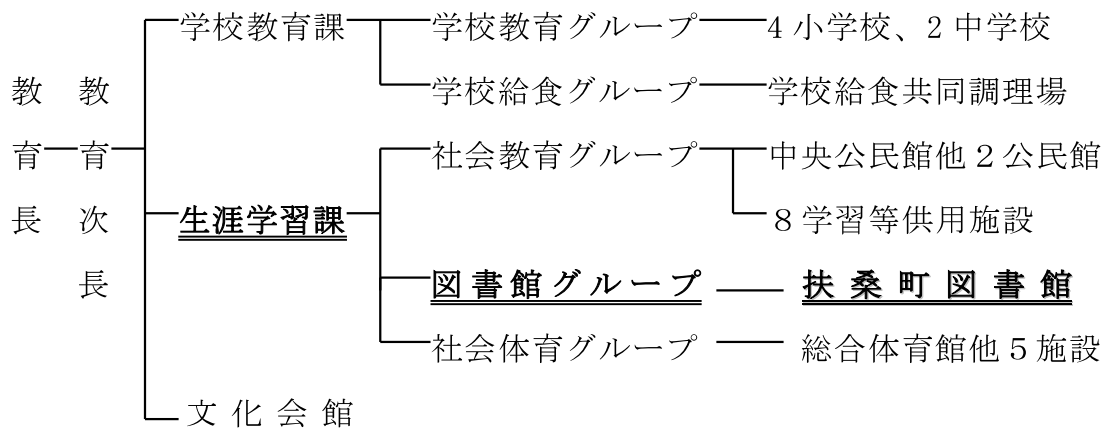 教育長
教育次長
学校教育課
学校教育グループ
4小学校、2中学校
学校給食グループ
学校給食共同調理場
生涯学習課
社会教育グループ
中央公民館他2公民館
8学習等供用施設
図書館グループ
扶桑町図書館
社会体育グループ
総合体育館他5施設
文化会館